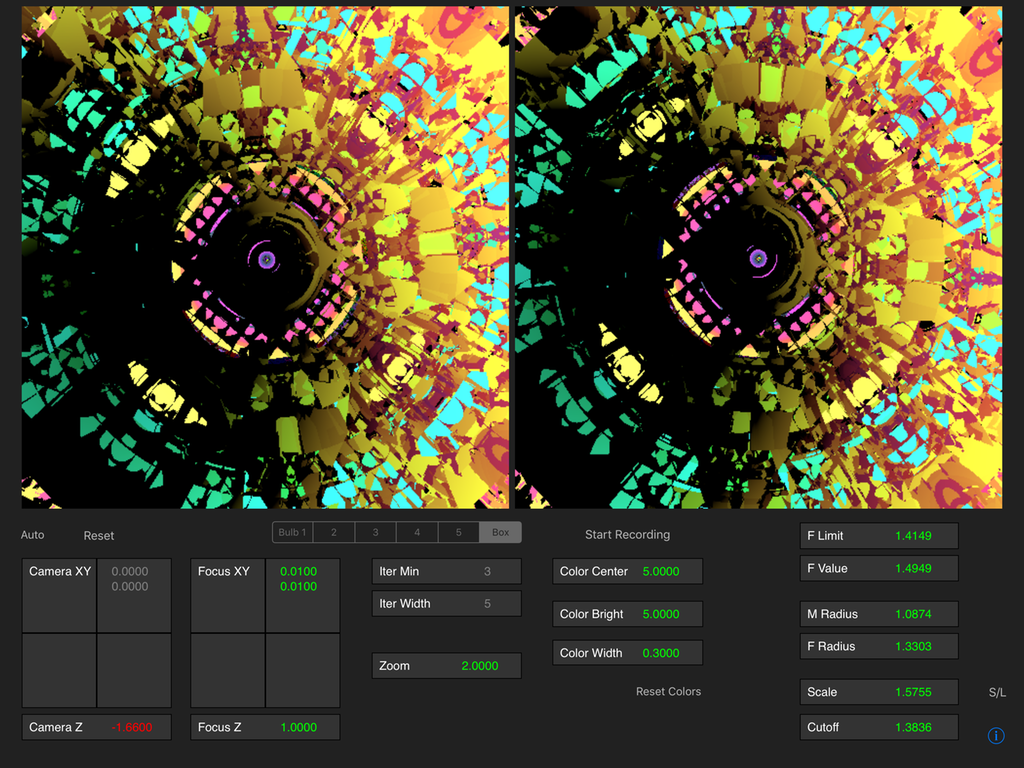 Auto
Reset
Bulb 1 2 3 4 5 Box
Start Recording
Camera XY 0.0000
0.0000
Focus XY 0.0100
0.0100
Iter Min 3
Iter Width 5
Zoom 2.0000
Color Center 5.0000
Color Bright 5.0000
Color Width 0.3000
Reset Colors
F Limit 1.4149
F Value 1.4949
M Radius 1.0874
F Radius 1.3303
Scale 1.5755
S/L
Camera Z -1.6600
Focus Z 1.0000
Cutoff 1.3836
i